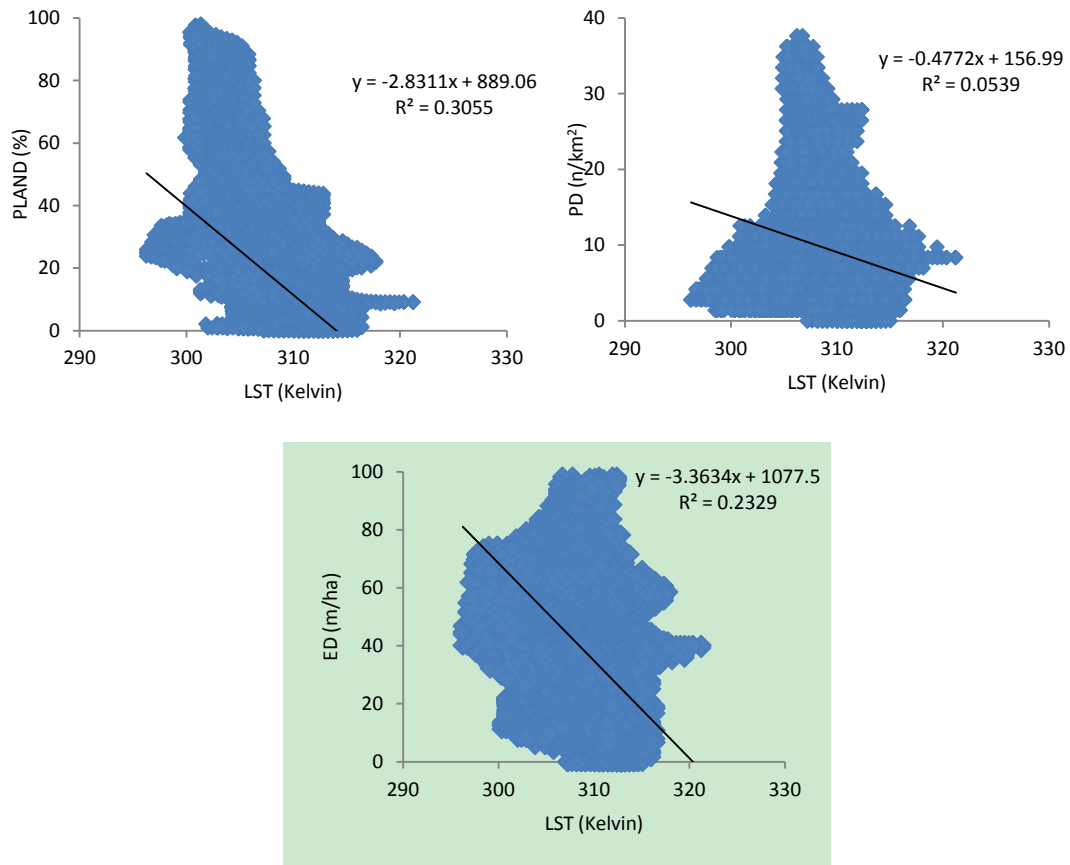 100
80
60
40
20
0
PLAND (%)
y = -2.8311x + 889.06
R² = 0.3055
290 300 310 320 330
LST (Kelvin)
40
30
20
10
0
PD (n/km²)
y = -0.4772x + 156.99
R² = 0.0539
290 300 310 320 330
LST (Kelvin)
100
80
60
40
20
0
ED (m/ha)
y = -3.3634x + 1077.5
R² = 0.2329
290 300 310 320 330
LST (Kelvin)